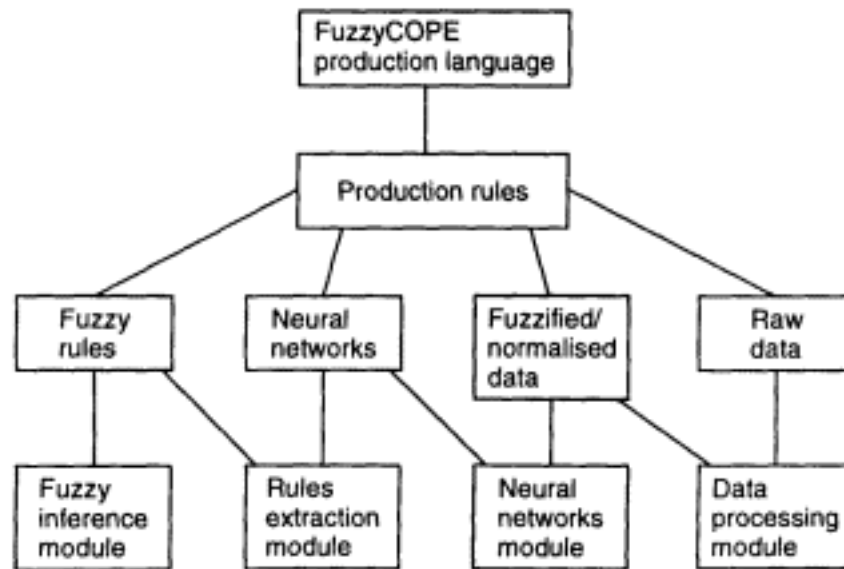 FuzzyCOPE
production language
Production rules
Fuzzy
rules
Neural
networks
Fuzzified/
normalised
data
Raw
data
Fuzzy
inference
module
Rules
extraction
module
Neural
networks
module
Data
processing
module